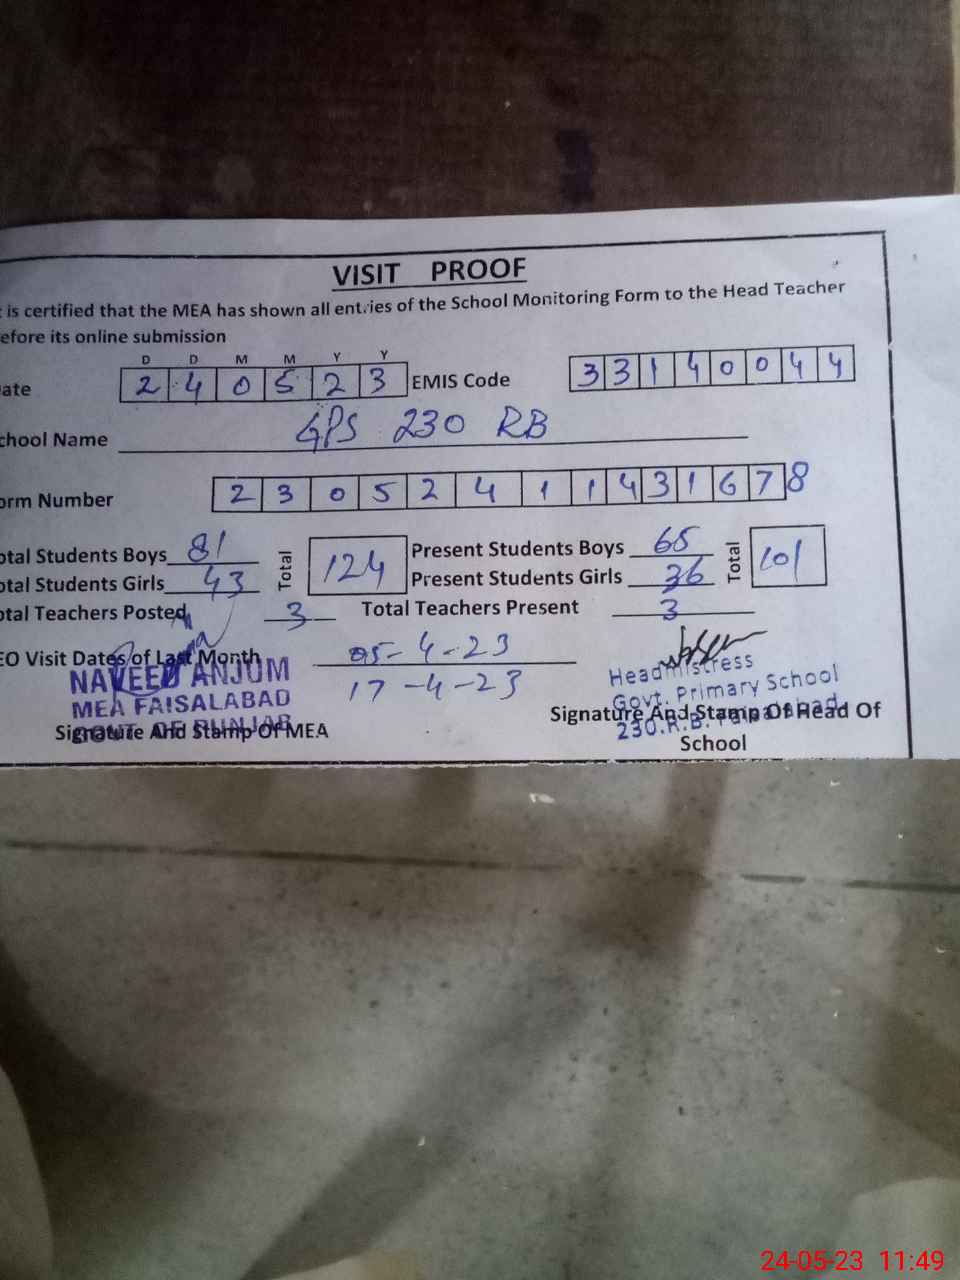 VISIT PROOF
is certified that the MEA has shown all entries of the School Monitoring Form to the Head Teacher
efore its online submission
D D M M Y Y
ate 2 4 0 5 2 3 EMIS Code 3 3 1 4 0 0 4 4
chool Name GPS 230 RB
orm Number 2 3 0 5 2 4 1 1 4 3 1 6 7 8
otal Students Boys 81 Total 124 Present Students Boys 65 Total 101
otal Students Girls 43 Present Students Girls 36
otal Teachers Posted 3 Total Teachers Present 3
EO Visit Dates of Last Month 05-4-23
17-4-23
NAVEED ANJUM
MEA FAISALABAD
GOVT. OF PUNJAB
Signature And Stamp Of MEA
Headmistress
Govt. Primary School
230.R.B. Faisalabad
Signature And Stamp Of Head Of
School
24-05-23 11:49